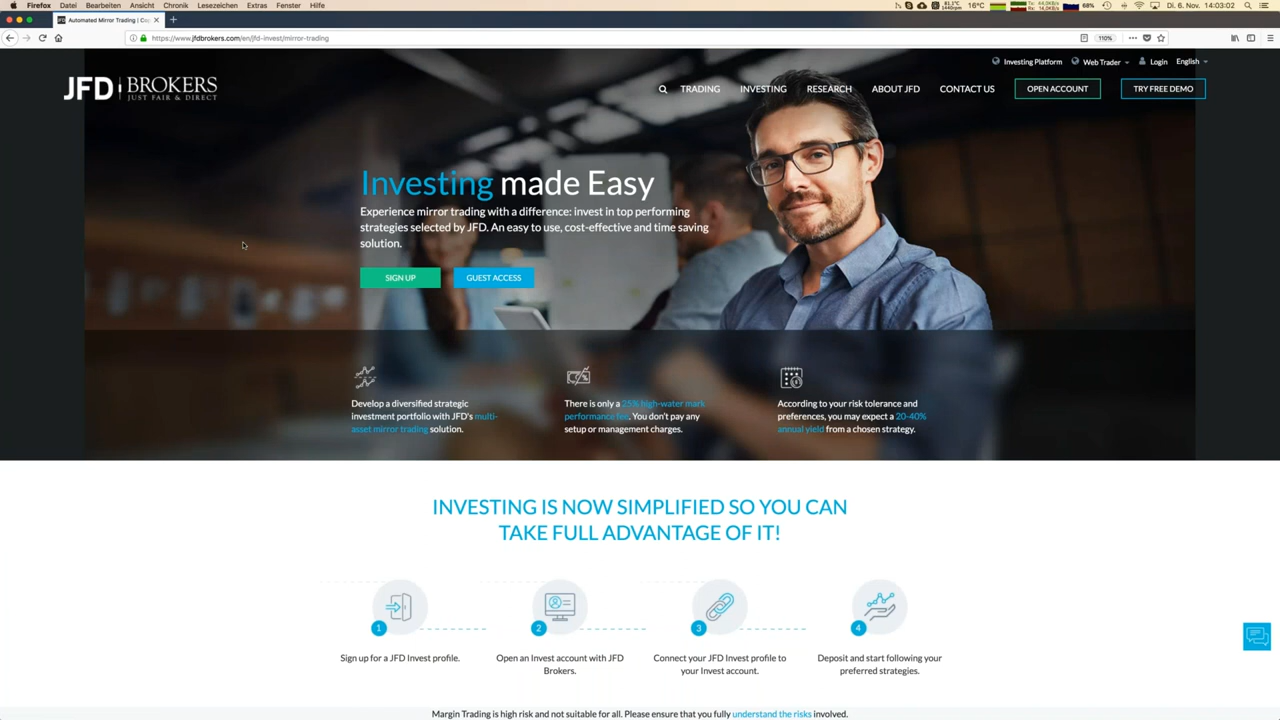 Firefox Datei Bearbeiten Ansicht Chronik Lesezeichen Extras Fenster Hilfe
16°C 68% Di. 6. Nov. 14:03:02
Automated Mirror Trading | Co
https://www.jfdbrokers.com/en/jfd-invest/mirror-trading 110%
Investing Platform Web Trader Login English
JFD BROKERS
JUST FAIR & DIRECT
TRADING INVESTING RESEARCH ABOUT JFD CONTACT US OPEN ACCOUNT TRY FREE DEMO
Investing made Easy
Experience mirror trading with a difference: invest in top performing
strategies selected by JFD. An easy to use, cost-effective and time saving
solution.
SIGN UP GUEST ACCESS
Develop a diversified strategic
investment portfolio with JFD's multi-
asset mirror trading solution.
There is only a 25% high-water mark
performance fee. You don't pay any
setup or management charges.
According to your risk tolerance and
preferences, you may expect a 20-40%
annual yield from a chosen strategy.
INVESTING IS NOW SIMPLIFIED SO YOU CAN
TAKE FULL ADVANTAGE OF IT!
1 2 3 4
Sign up for a JFD Invest profile.
Open an Invest account with JFD
Brokers.
Connect your JFD Invest profile to
your Invest account.
Deposit and start following your
preferred strategies.
Margin Trading is high risk and not suitable for all. Please ensure that you fully understand the risks involved.